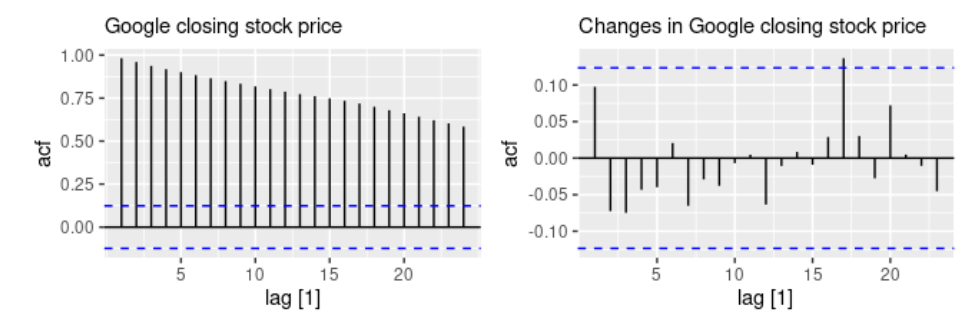 Google closing stock price
1.00
0.75
0.50
0.25
0.00
acf
5 10 15 20
lag [1]
Changes in Google closing stock price
0.10
0.05
0.00
-0.05
-0.10
acf
5 10 15 20
lag [1]